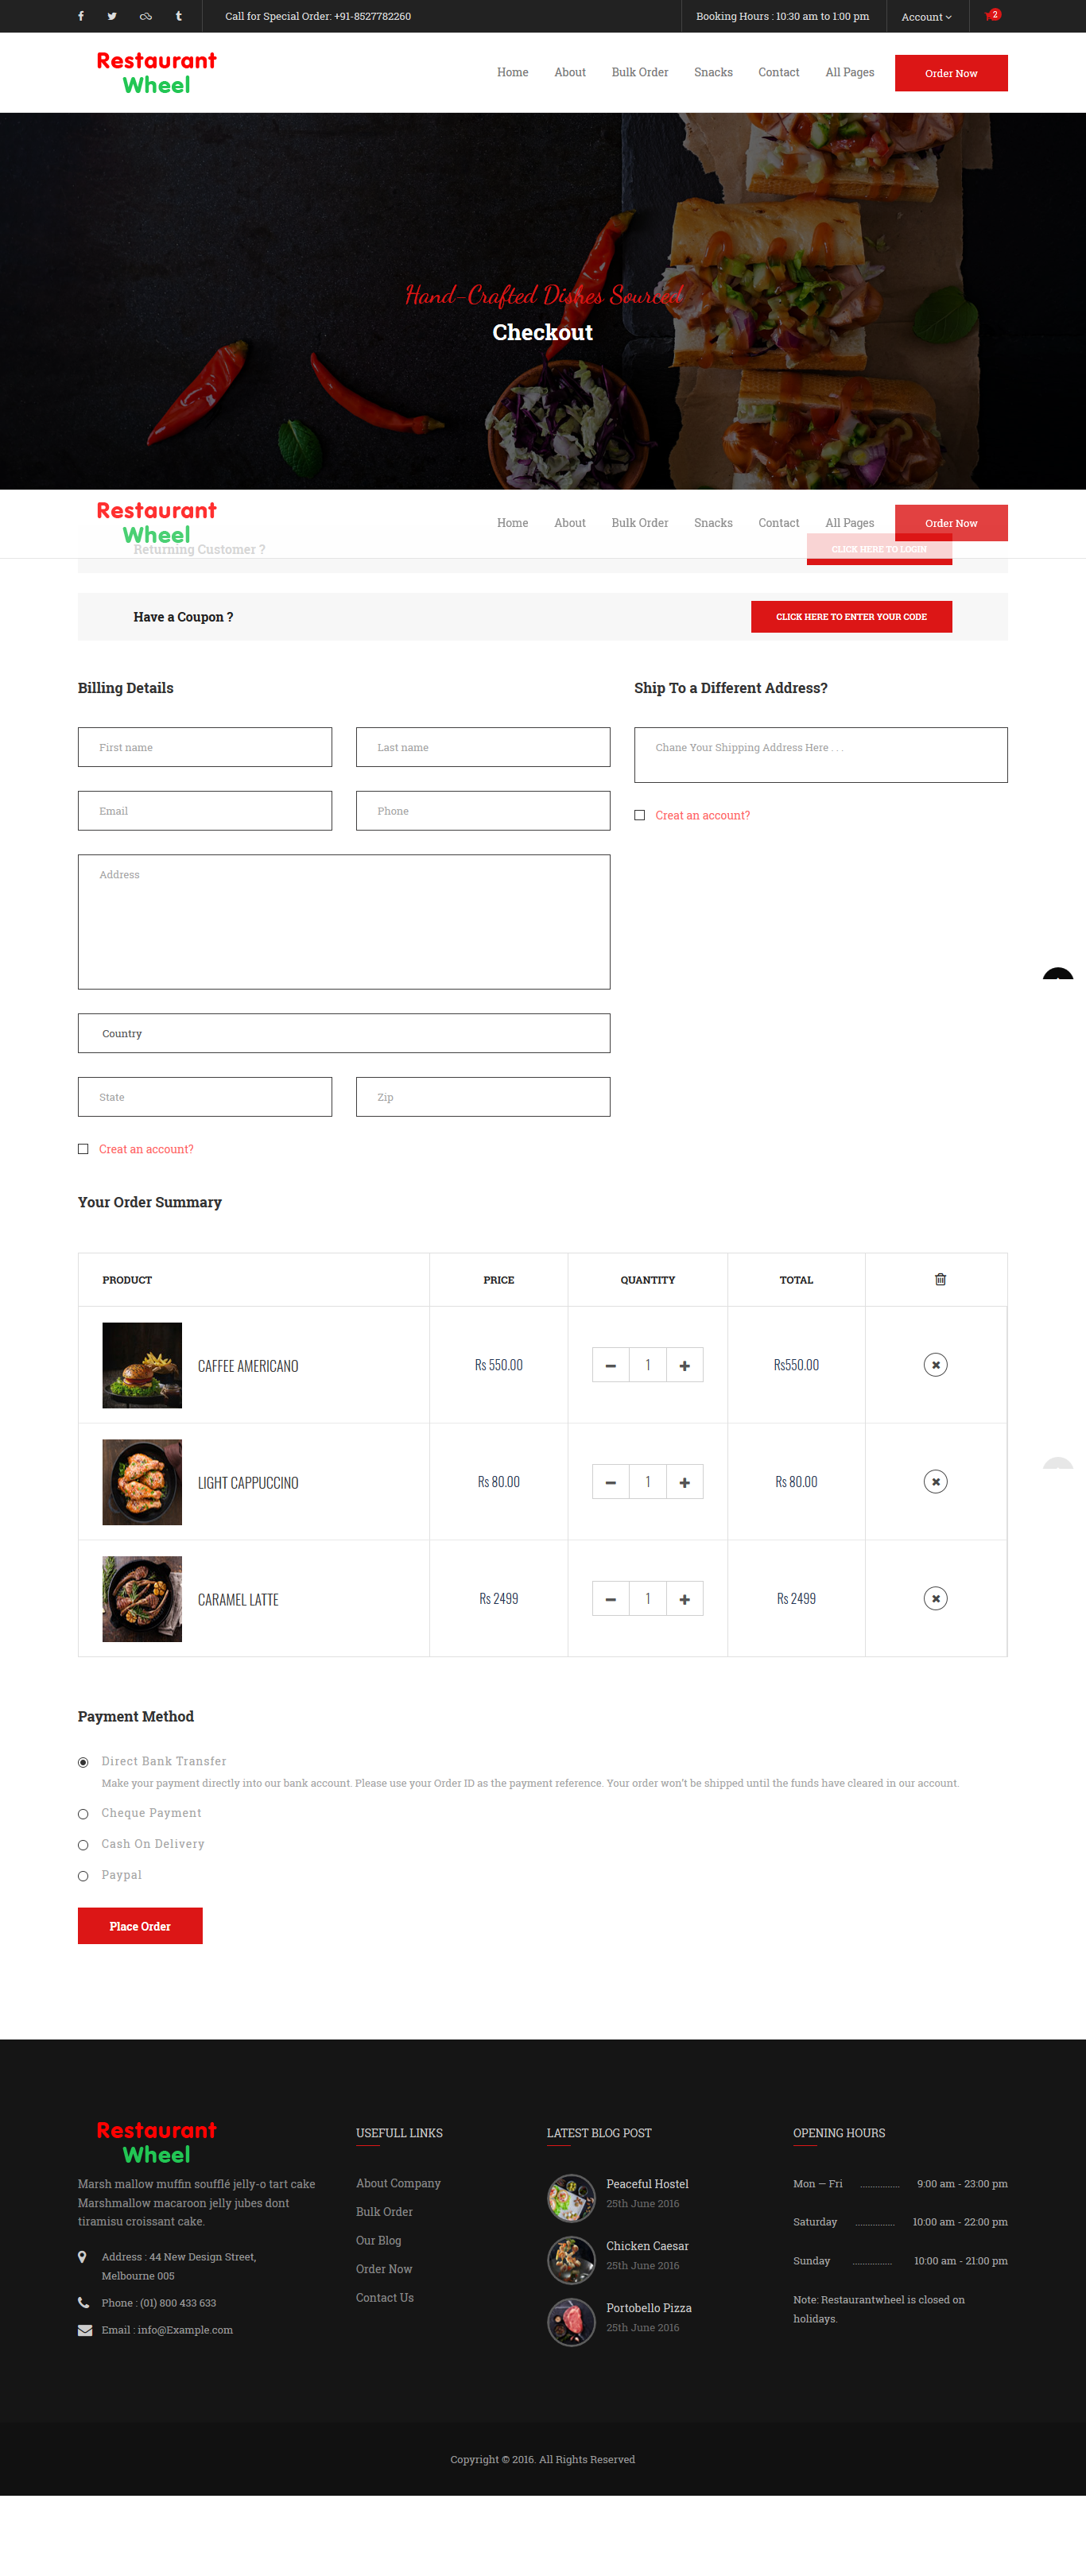 Call for Special Order: +91-8527782260
Booking Hours : 10:30 am to 1:00 pm
Account
2
Restaurant
Wheel
Home About Bulk Order Snacks Contact All Pages Order Now
Hand-Crafted Dishes Sourced
Checkout
Restaurant
Wheel
Home About Bulk Order Snacks Contact All Pages Order Now
Returning Customer ?
CLICK HERE TO LOGIN
Have a Coupon ?
CLICK HERE TO ENTER YOUR CODE
Billing Details
First name Last name
Email Phone
Address
Country
State Zip
Creat an account?
Ship To a Different Address?
Chane Your Shipping Address Here . . .
Creat an account?
Your Order Summary
PRODUCT PRICE QUANTITY TOTAL
CAFFEE AMERICANO Rs 550.00 1 Rs550.00
LIGHT CAPPUCCINO Rs 80.00 1 Rs 80.00
CARAMEL LATTE Rs 2499 1 Rs 2499
Payment Method
Direct Bank Transfer
Make your payment directly into our bank account. Please use your Order ID as the payment reference. Your order won't be shipped until the funds have cleared in our account.
Cheque Payment
Cash On Delivery
Paypal
Place Order
Restaurant
Wheel
Marsh mallow muffin soufflé jelly-o tart cake
Marshmallow macaroon jelly jubes dont
tiramisu croissant cake.
Address : 44 New Design Street,
Melbourne 005
Phone : (01) 800 433 633
Email : info@Example.com
USEFULL LINKS
About Company
Bulk Order
Our Blog
Order Now
Contact Us
LATEST BLOG POST
Peaceful Hostel
25th June 2016
Chicken Caesar
25th June 2016
Portobello Pizza
25th June 2016
OPENING HOURS
Mon — Fri ................ 9:00 am - 23:00 pm
Saturday ................ 10:00 am - 22:00 pm
Sunday ................ 10:00 am - 21:00 pm
Note: Restaurantwheel is closed on
holidays.
Copyright © 2016. All Rights Reserved